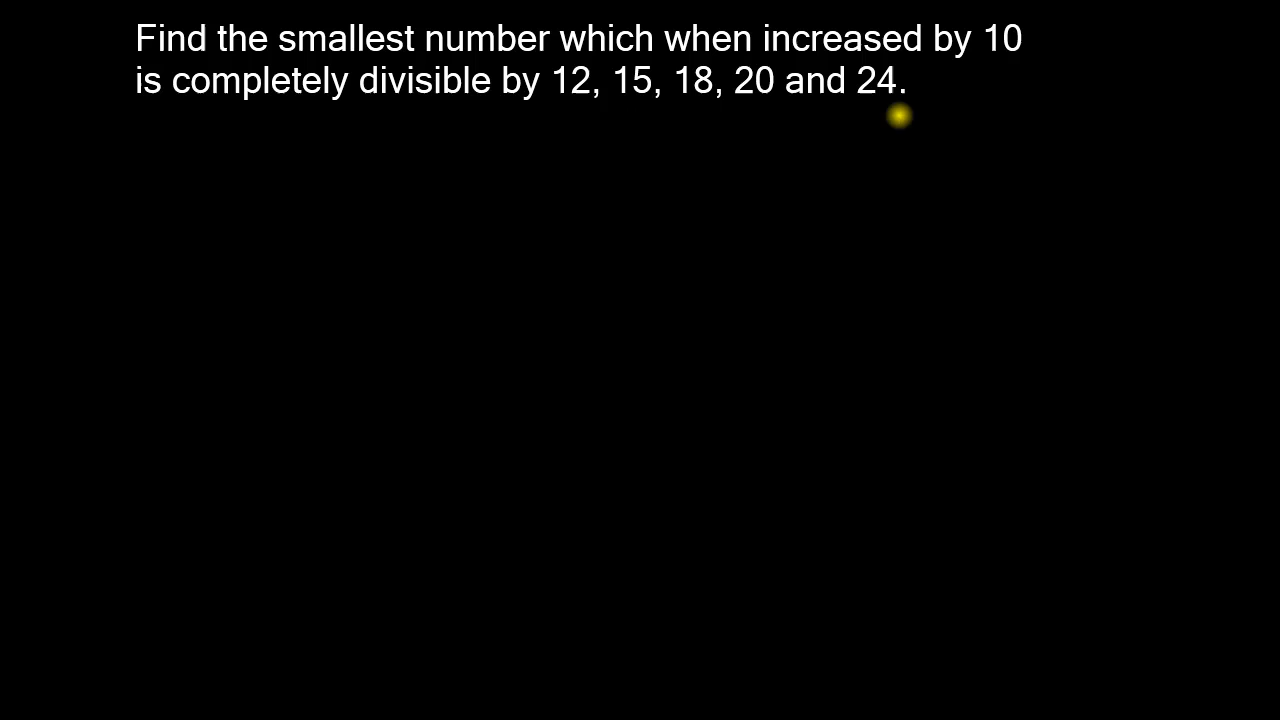 Find the smallest number which when increased by 10
is completely divisible by 12, 15, 18, 20 and 24.